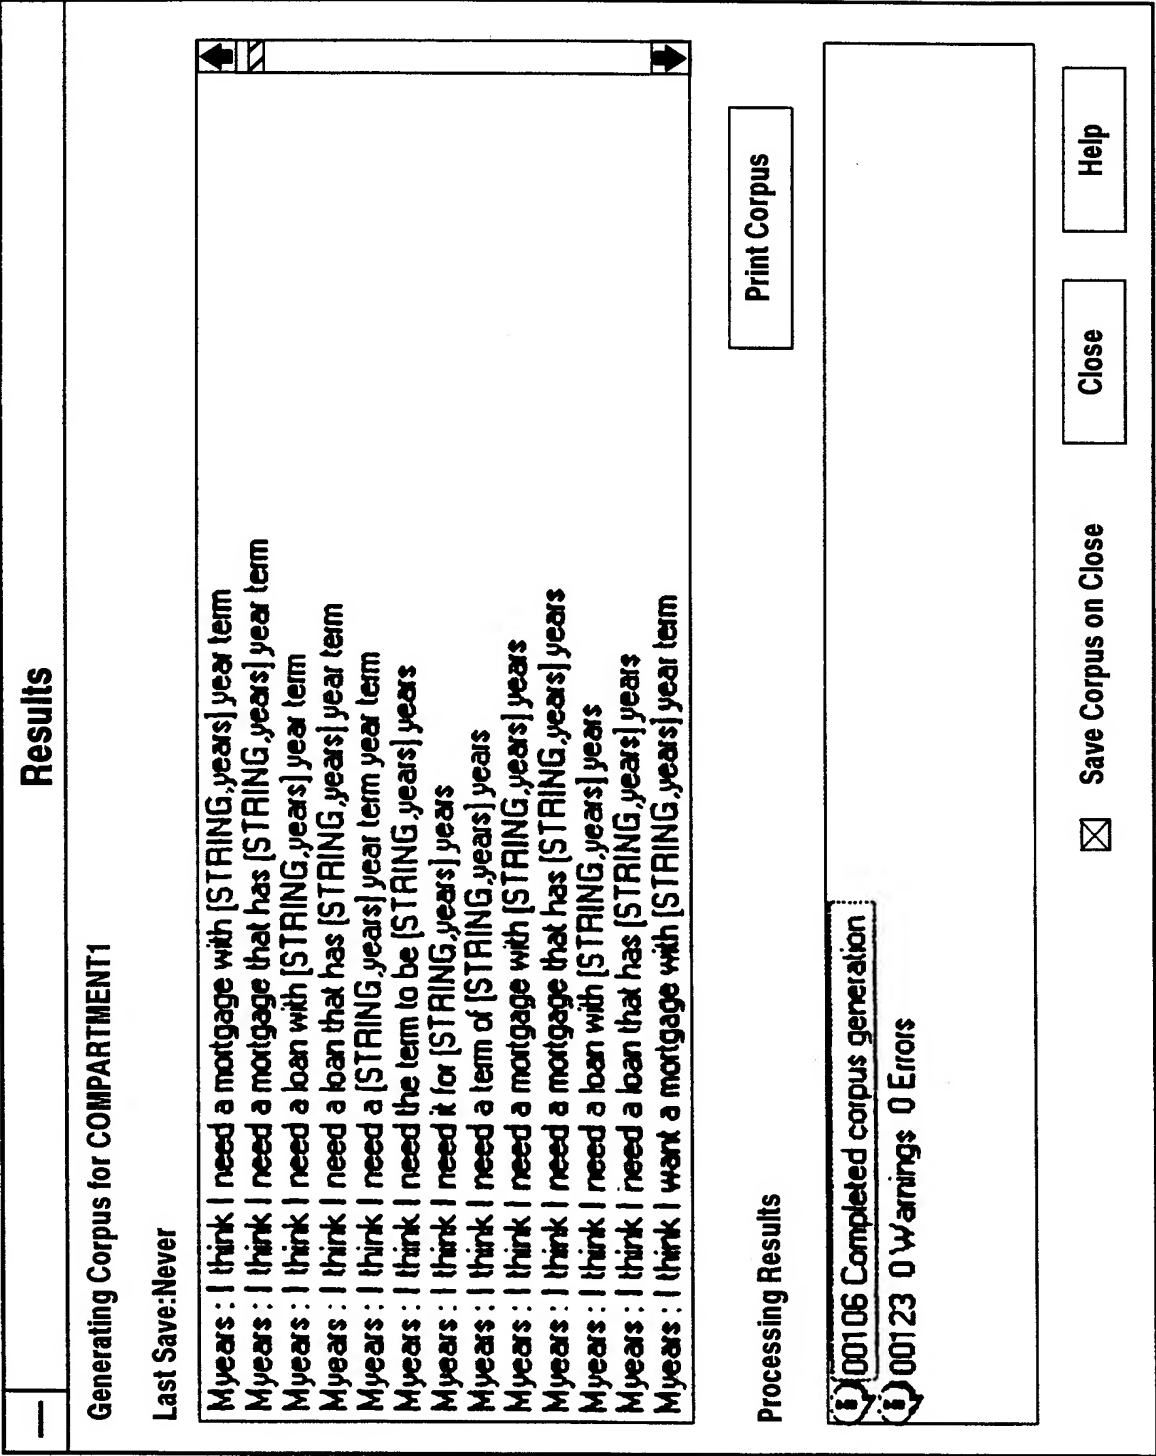 Results
Generating Corpus for COMPARTMENT1
Last Save:Never
Myears : I think I need a mortgage with [STRING,years] year term
Myears : I think I need a mortgage that has [STRING,years] year term
Myears : I think I need a loan with [STRING,years] year term
Myears : I think I need a loan that has [STRING,years] year term
Myears : I think I need a [STRING,years] year term year term
Myears : I think I need the term to be [STRING,years] years
Myears : I think I need it for [STRING,years] years
Myears : I think I need a term of [STRING,years] years
Myears : I think I need a mortgage with [STRING,years] years
Myears : I think I need a mortgage that has [STRING,years] years
Myears : I think I need a loan with [STRING,years] years
Myears : I think I need a loan that has [STRING,years] years
Myears : I think I want a mortgage with [STRING,years] year term
Print Corpus
Processing Results
00106 Completed corpus generation
00123 0 Warnings 0 Errors
Save Corpus on Close
Close
Help